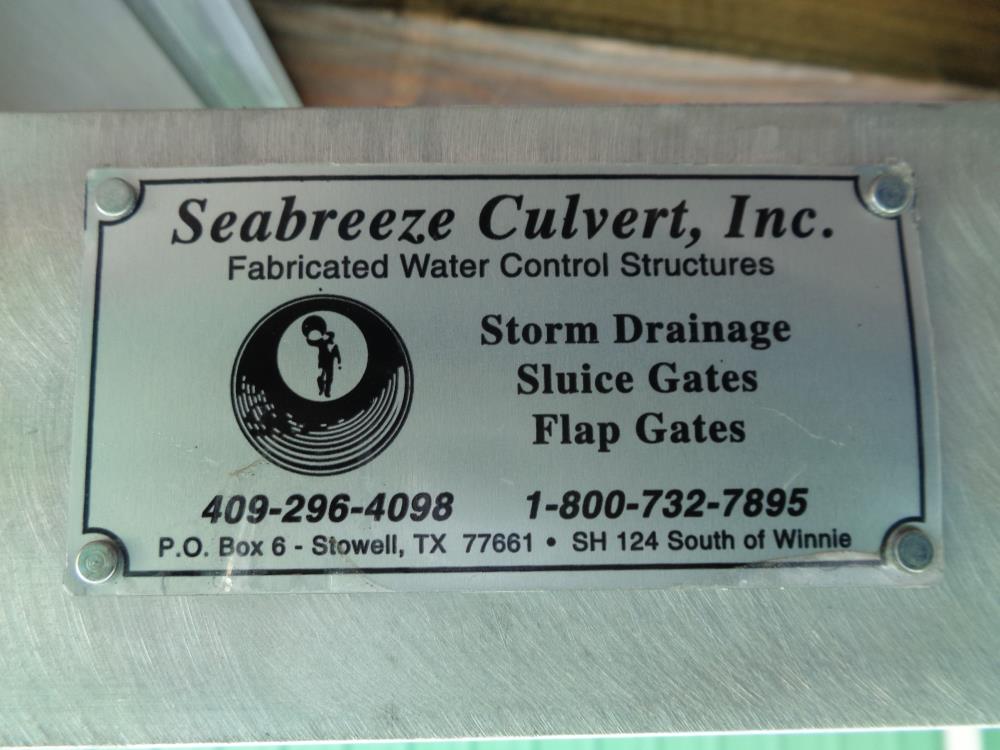 Seabreeze Culvert, Inc.
Fabricated Water Control Structures
Storm Drainage
Sluice Gates
Flap Gates
409-296-4098 1-800-732-7895
P.O. Box 6 - Stowell, TX 77661 • SH 124 South of Winnie